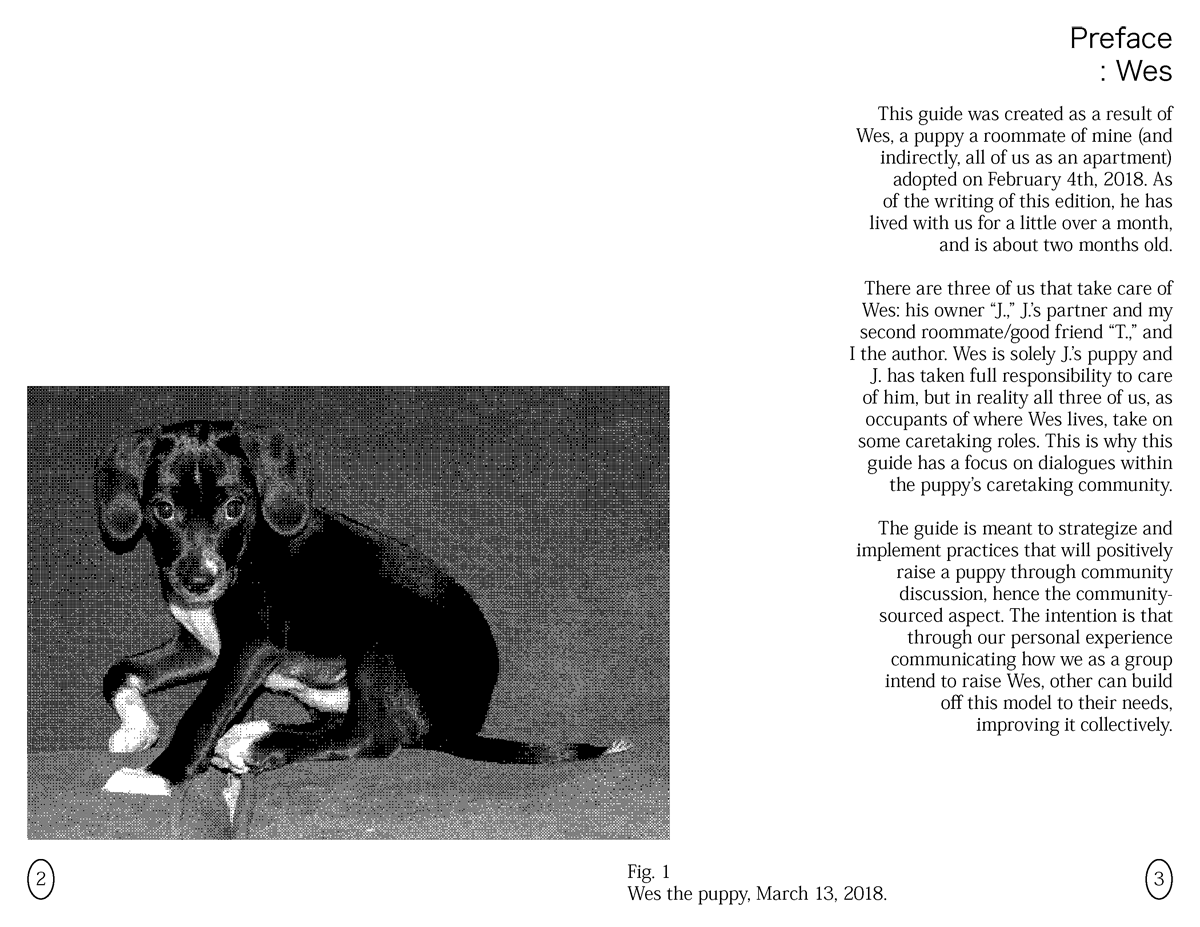 Preface
: Wes
This guide was created as a result of
Wes, a puppy a roommate of mine (and
indirectly, all of us as an apartment)
adopted on February 4th, 2018. As
of the writing of this edition, he has
lived with us for a little over a month,
and is about two months old.
There are three of us that take care of
Wes: his owner “J.,” J.’s partner and my
second roommate/good friend “T.,” and
I the author. Wes is solely J.’s puppy and
J. has taken full responsibility to care
of him, but in reality all three of us, as
occupants of where Wes lives, take on
some caretaking roles. This is why this
guide has a focus on dialogues within
the puppy’s caretaking community.
The guide is meant to strategize and
implement practices that will positively
raise a puppy through community
discussion, hence the community-
sourced aspect. The intention is that
through our personal experience
communicating how we as a group
intend to raise Wes, other can build
off this model to their needs,
improving it collectively.
2
Fig. 1
Wes the puppy, March 13, 2018.
3